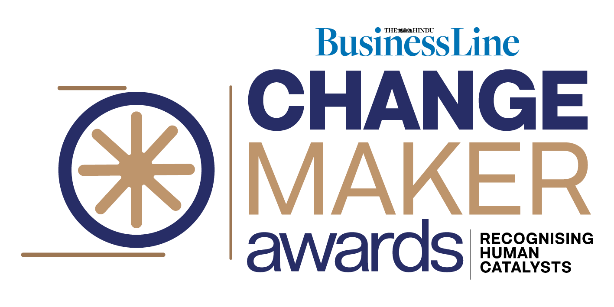 THE HINDU
BusinessLine
CHANGE
MAKER
awards
RECOGNISING
HUMAN
CATALYSTS